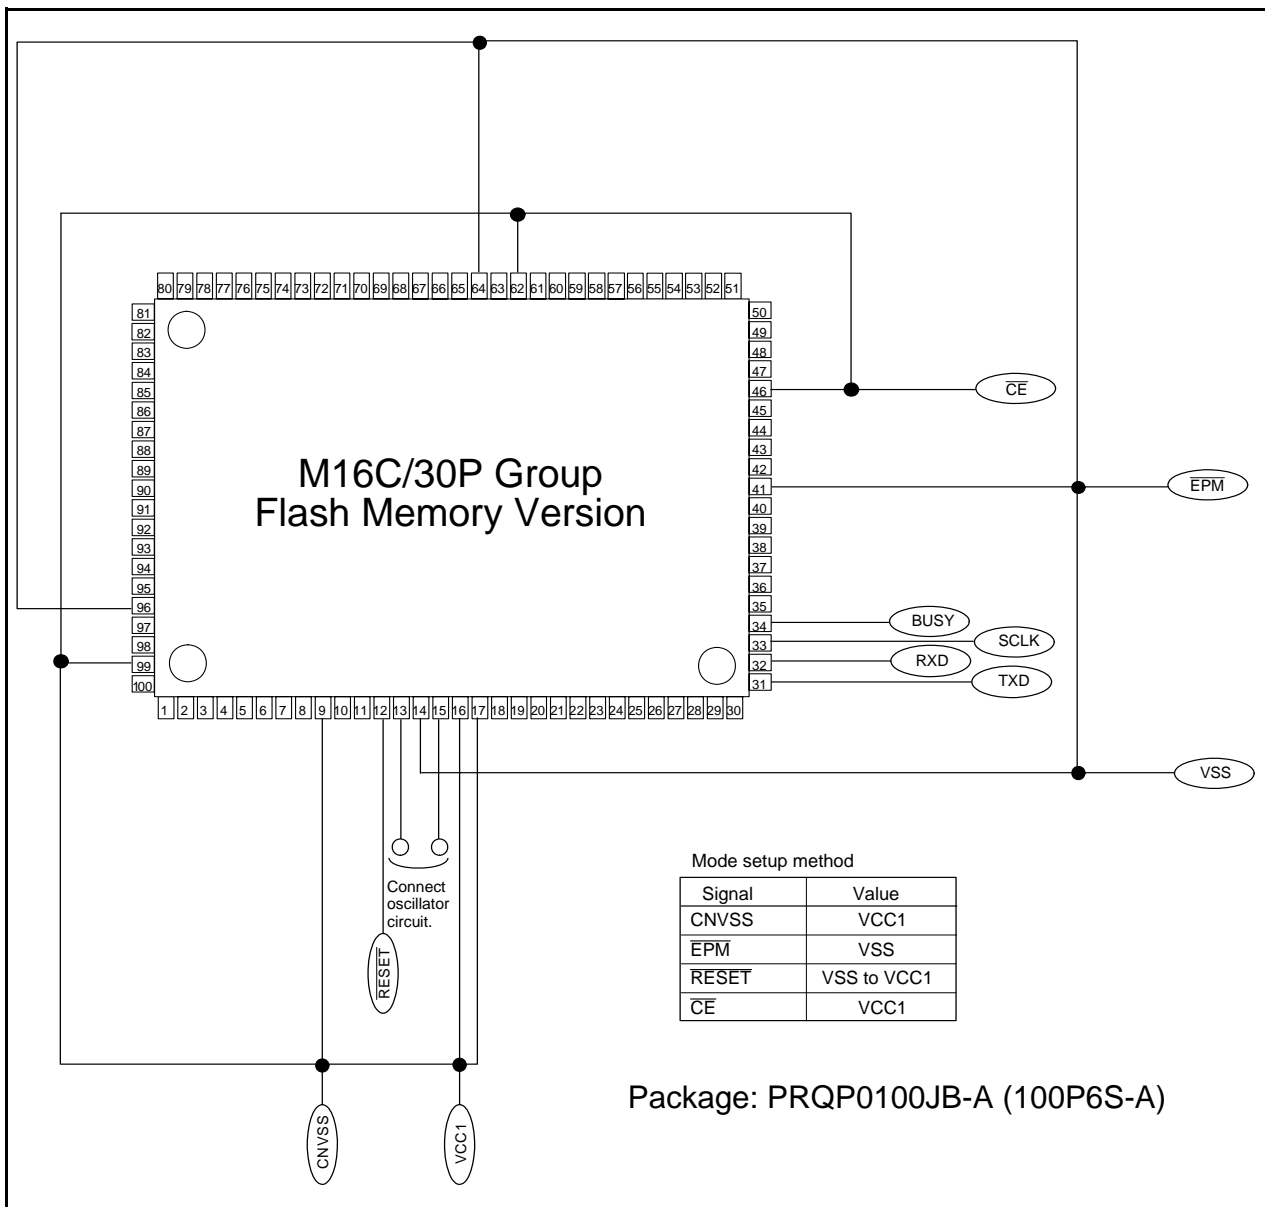 80 79 78 77 76 75 74 73 72 71 70 69 68 67 66 65 64 63 62 61 60 59 58 57 56 55 54 53 52 51
81
82
83
84
85
86
87
88
89
90
91
92
93
94
95
96
97
98
99
100
M16C/30P Group
Flash Memory Version
50
49
48
47
46
45
44
43
42
41
40
39
38
37
36
35
34
33
32
31
1 2 3 4 5 6 7 8 9 10 11 12 13 14 15 16 17 18 19 20 21 22 23 24 25 26 27 28 29 30
CE
EPM
BUSY
SCLK
RXD
TXD
VSS
Connect
oscillator
circuit.
RESET
CNVSS
VCC1
Mode setup method
Signal Value
CNVSS VCC1
EPM VSS
RESET VSS to VCC1
CE VCC1
Package: PRQP0100JB-A (100P6S-A)